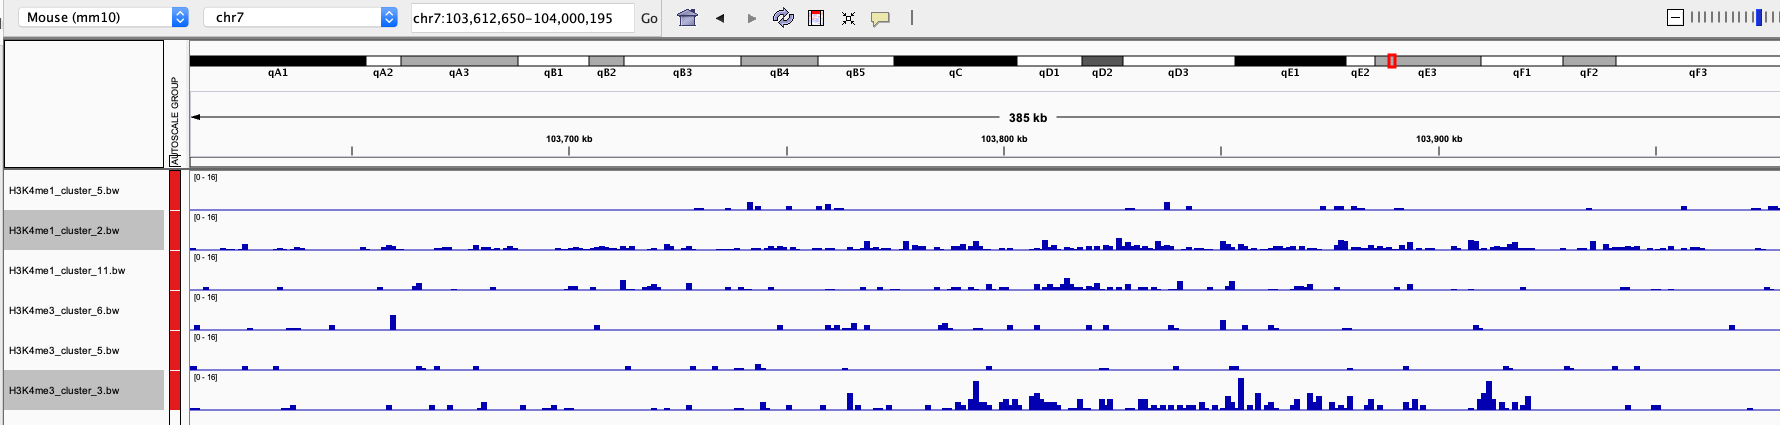 Mouse (mm10) chr7 chr7:103,612,650-104,000,195 Go
qA1 qA2 qA3 qB1 qB2 qB3 qB4 qB5 qC qD1 qD2 qD3 qE1 qE2 qE3 qF1 qF2 qF3
AUTOSCALE GROUP
385 kb
103,700 kb 103,800 kb 103,900 kb
H3K4me1_cluster_5.bw [0 - 16]
H3K4me1_cluster_2.bw [0 - 16]
H3K4me1_cluster_11.bw [0 - 16]
H3K4me3_cluster_6.bw [0 - 16]
H3K4me3_cluster_5.bw [0 - 16]
H3K4me3_cluster_3.bw [0 - 16]